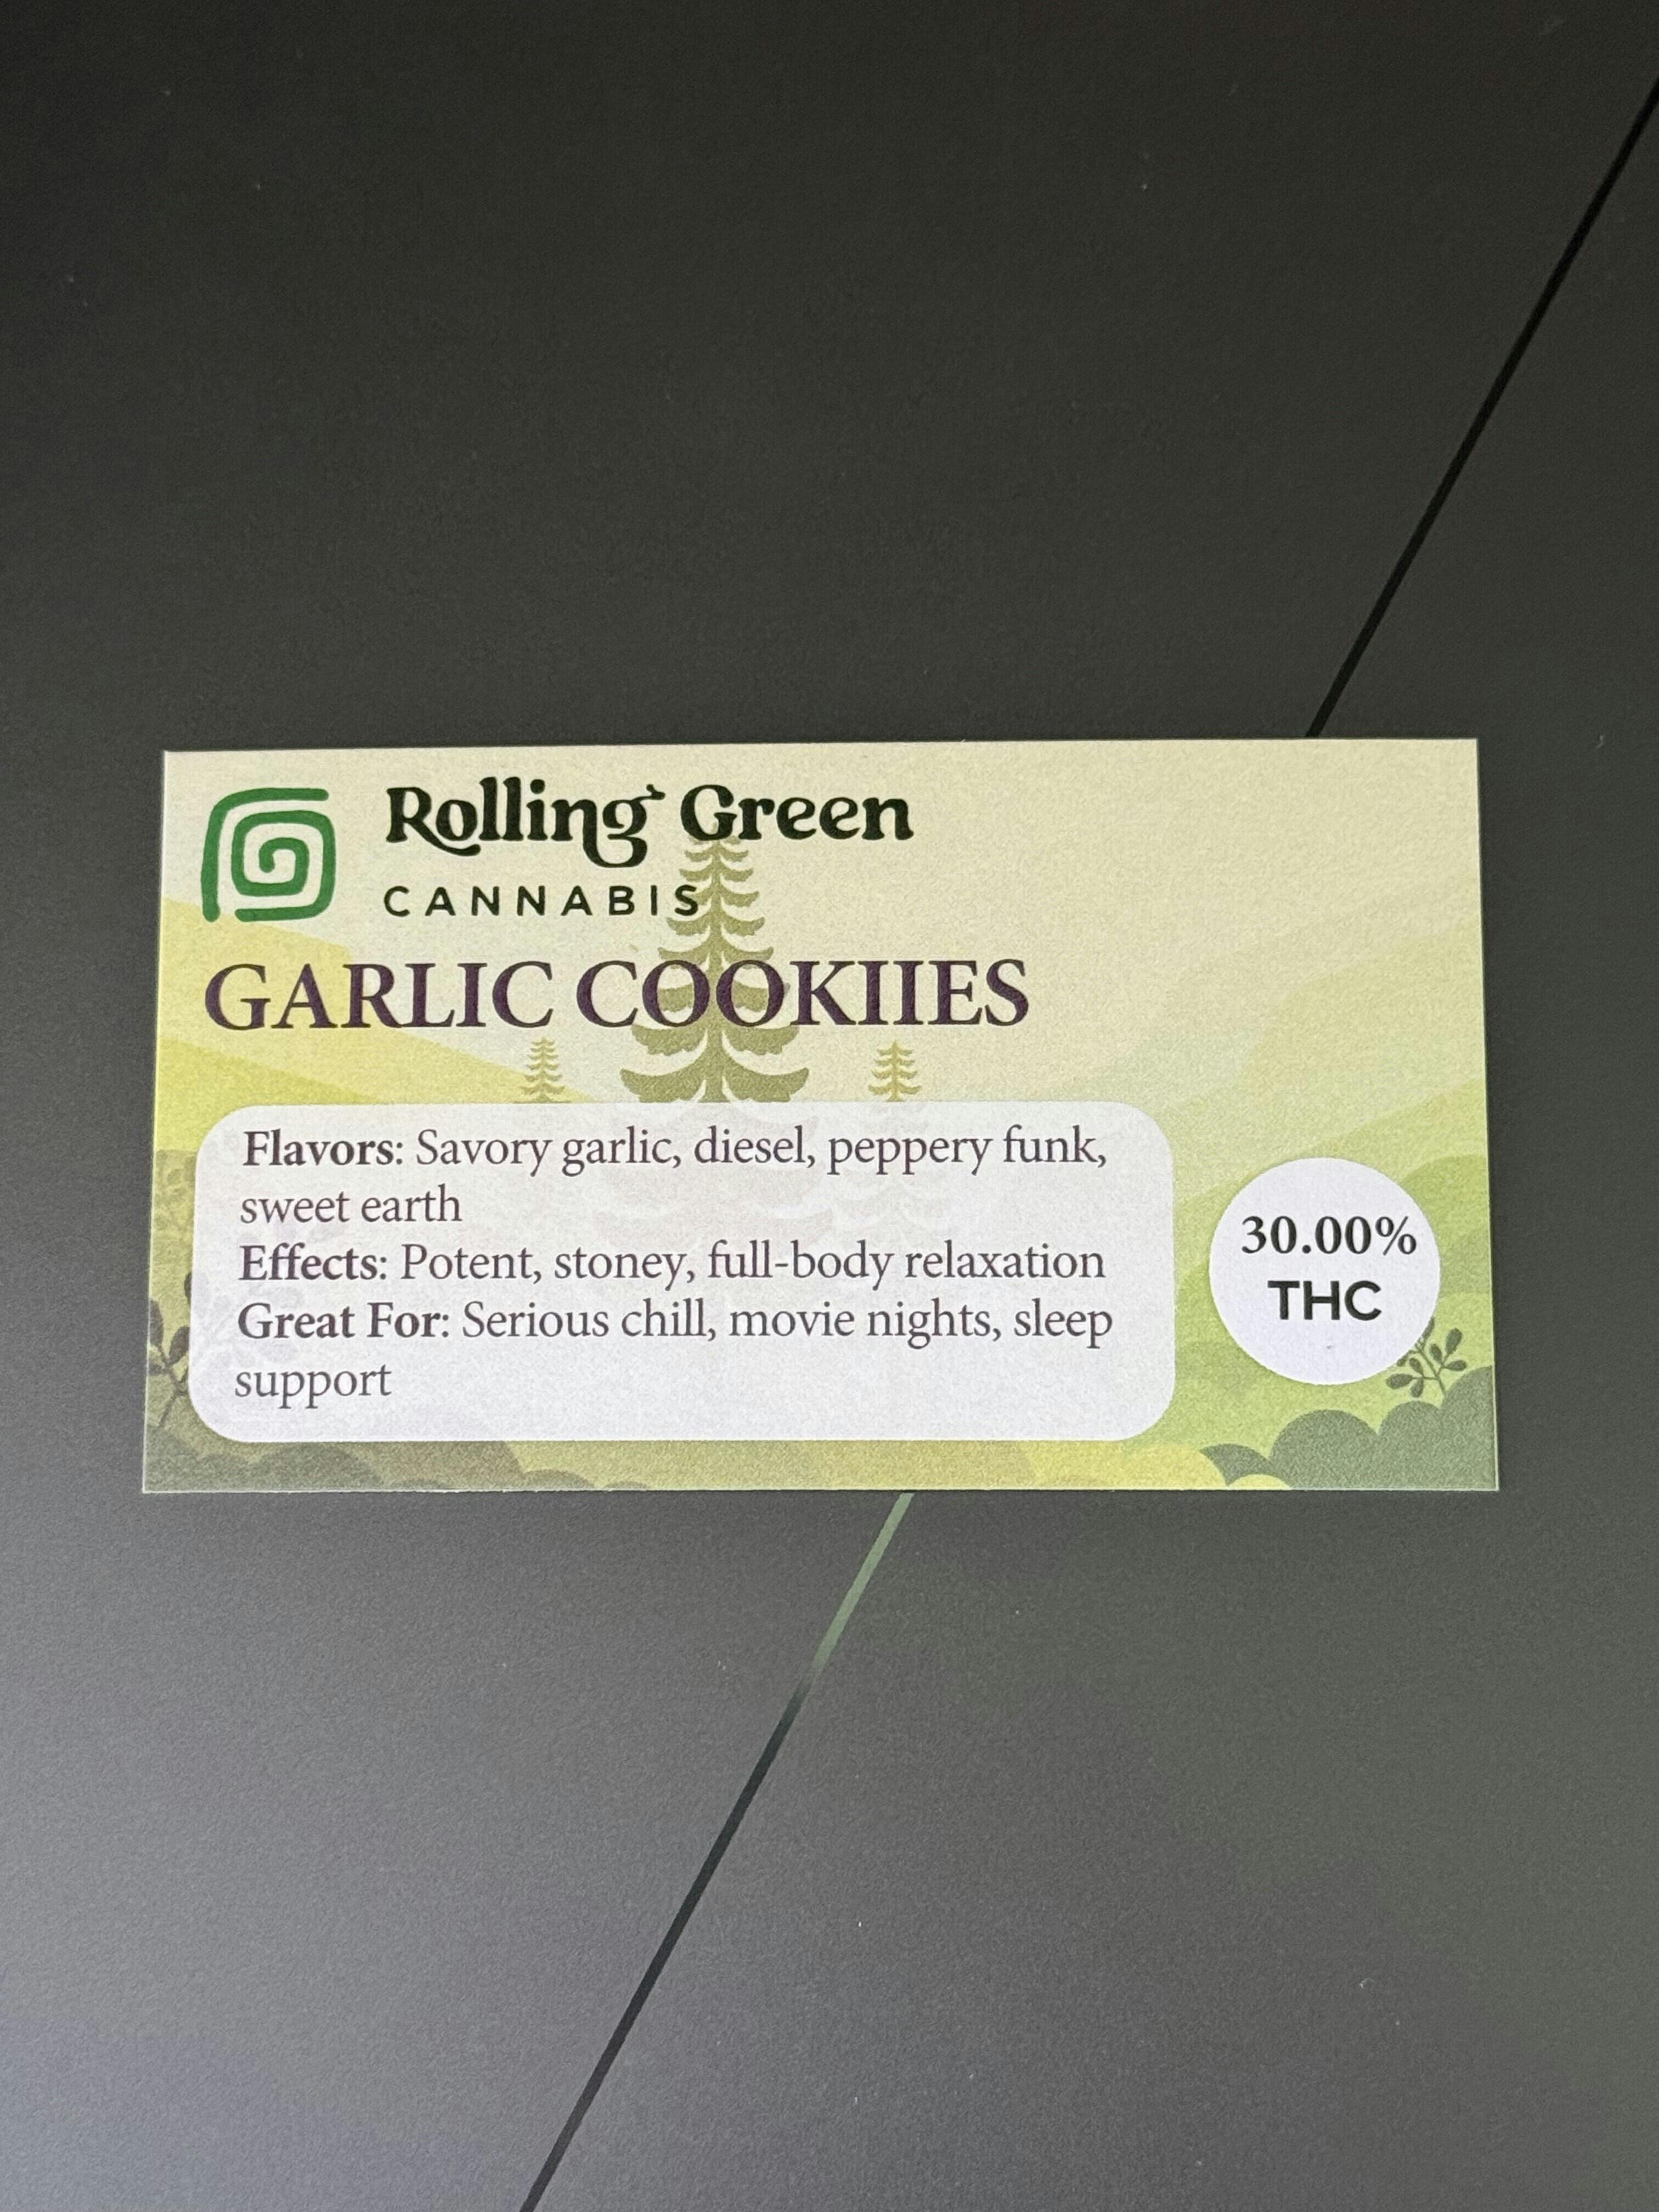 Rolling Green
CANNABIS
GARLIC COOKIIES
Flavors: Savory garlic, diesel, peppery funk,
sweet earth
Effects: Potent, stoney, full-body relaxation
Great For: Serious chill, movie nights, sleep
support
30.00%
THC